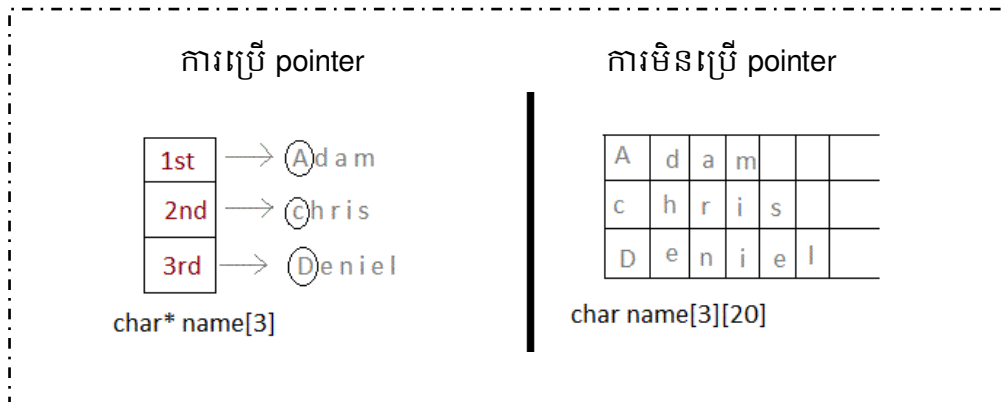 ការប្រើ pointer
1st Adam
2nd chris
3rd Deniel
char* name[3]
ការមិនប្រើ pointer
A d a m
c h r i s
D e n i e l
char name[3][20]